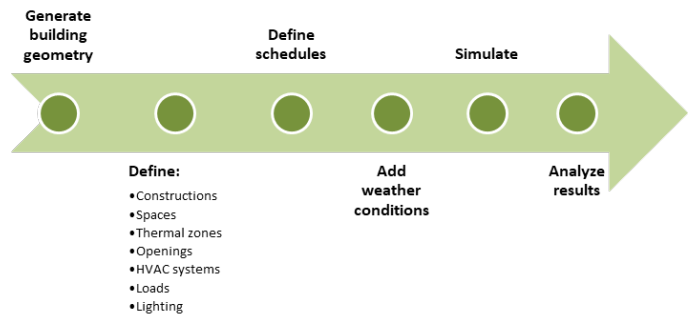 Generate
building
geometry
Define:
•Constructions
•Spaces
•Thermal zones
•Openings
•HVAC systems
•Loads
•Lighting
Define
schedules
Add
weather
conditions
Simulate
Analyze
results